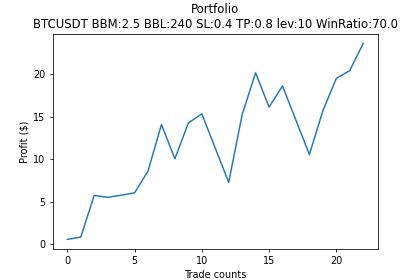 Portfolio
BTCUSDT BBM:2.5 BBL:240 SL:0.4 TP:0.8 lev:10 WinRatio:70.0
Profit ($)
20
15
10
5
0
0 5 10 15 20
Trade counts